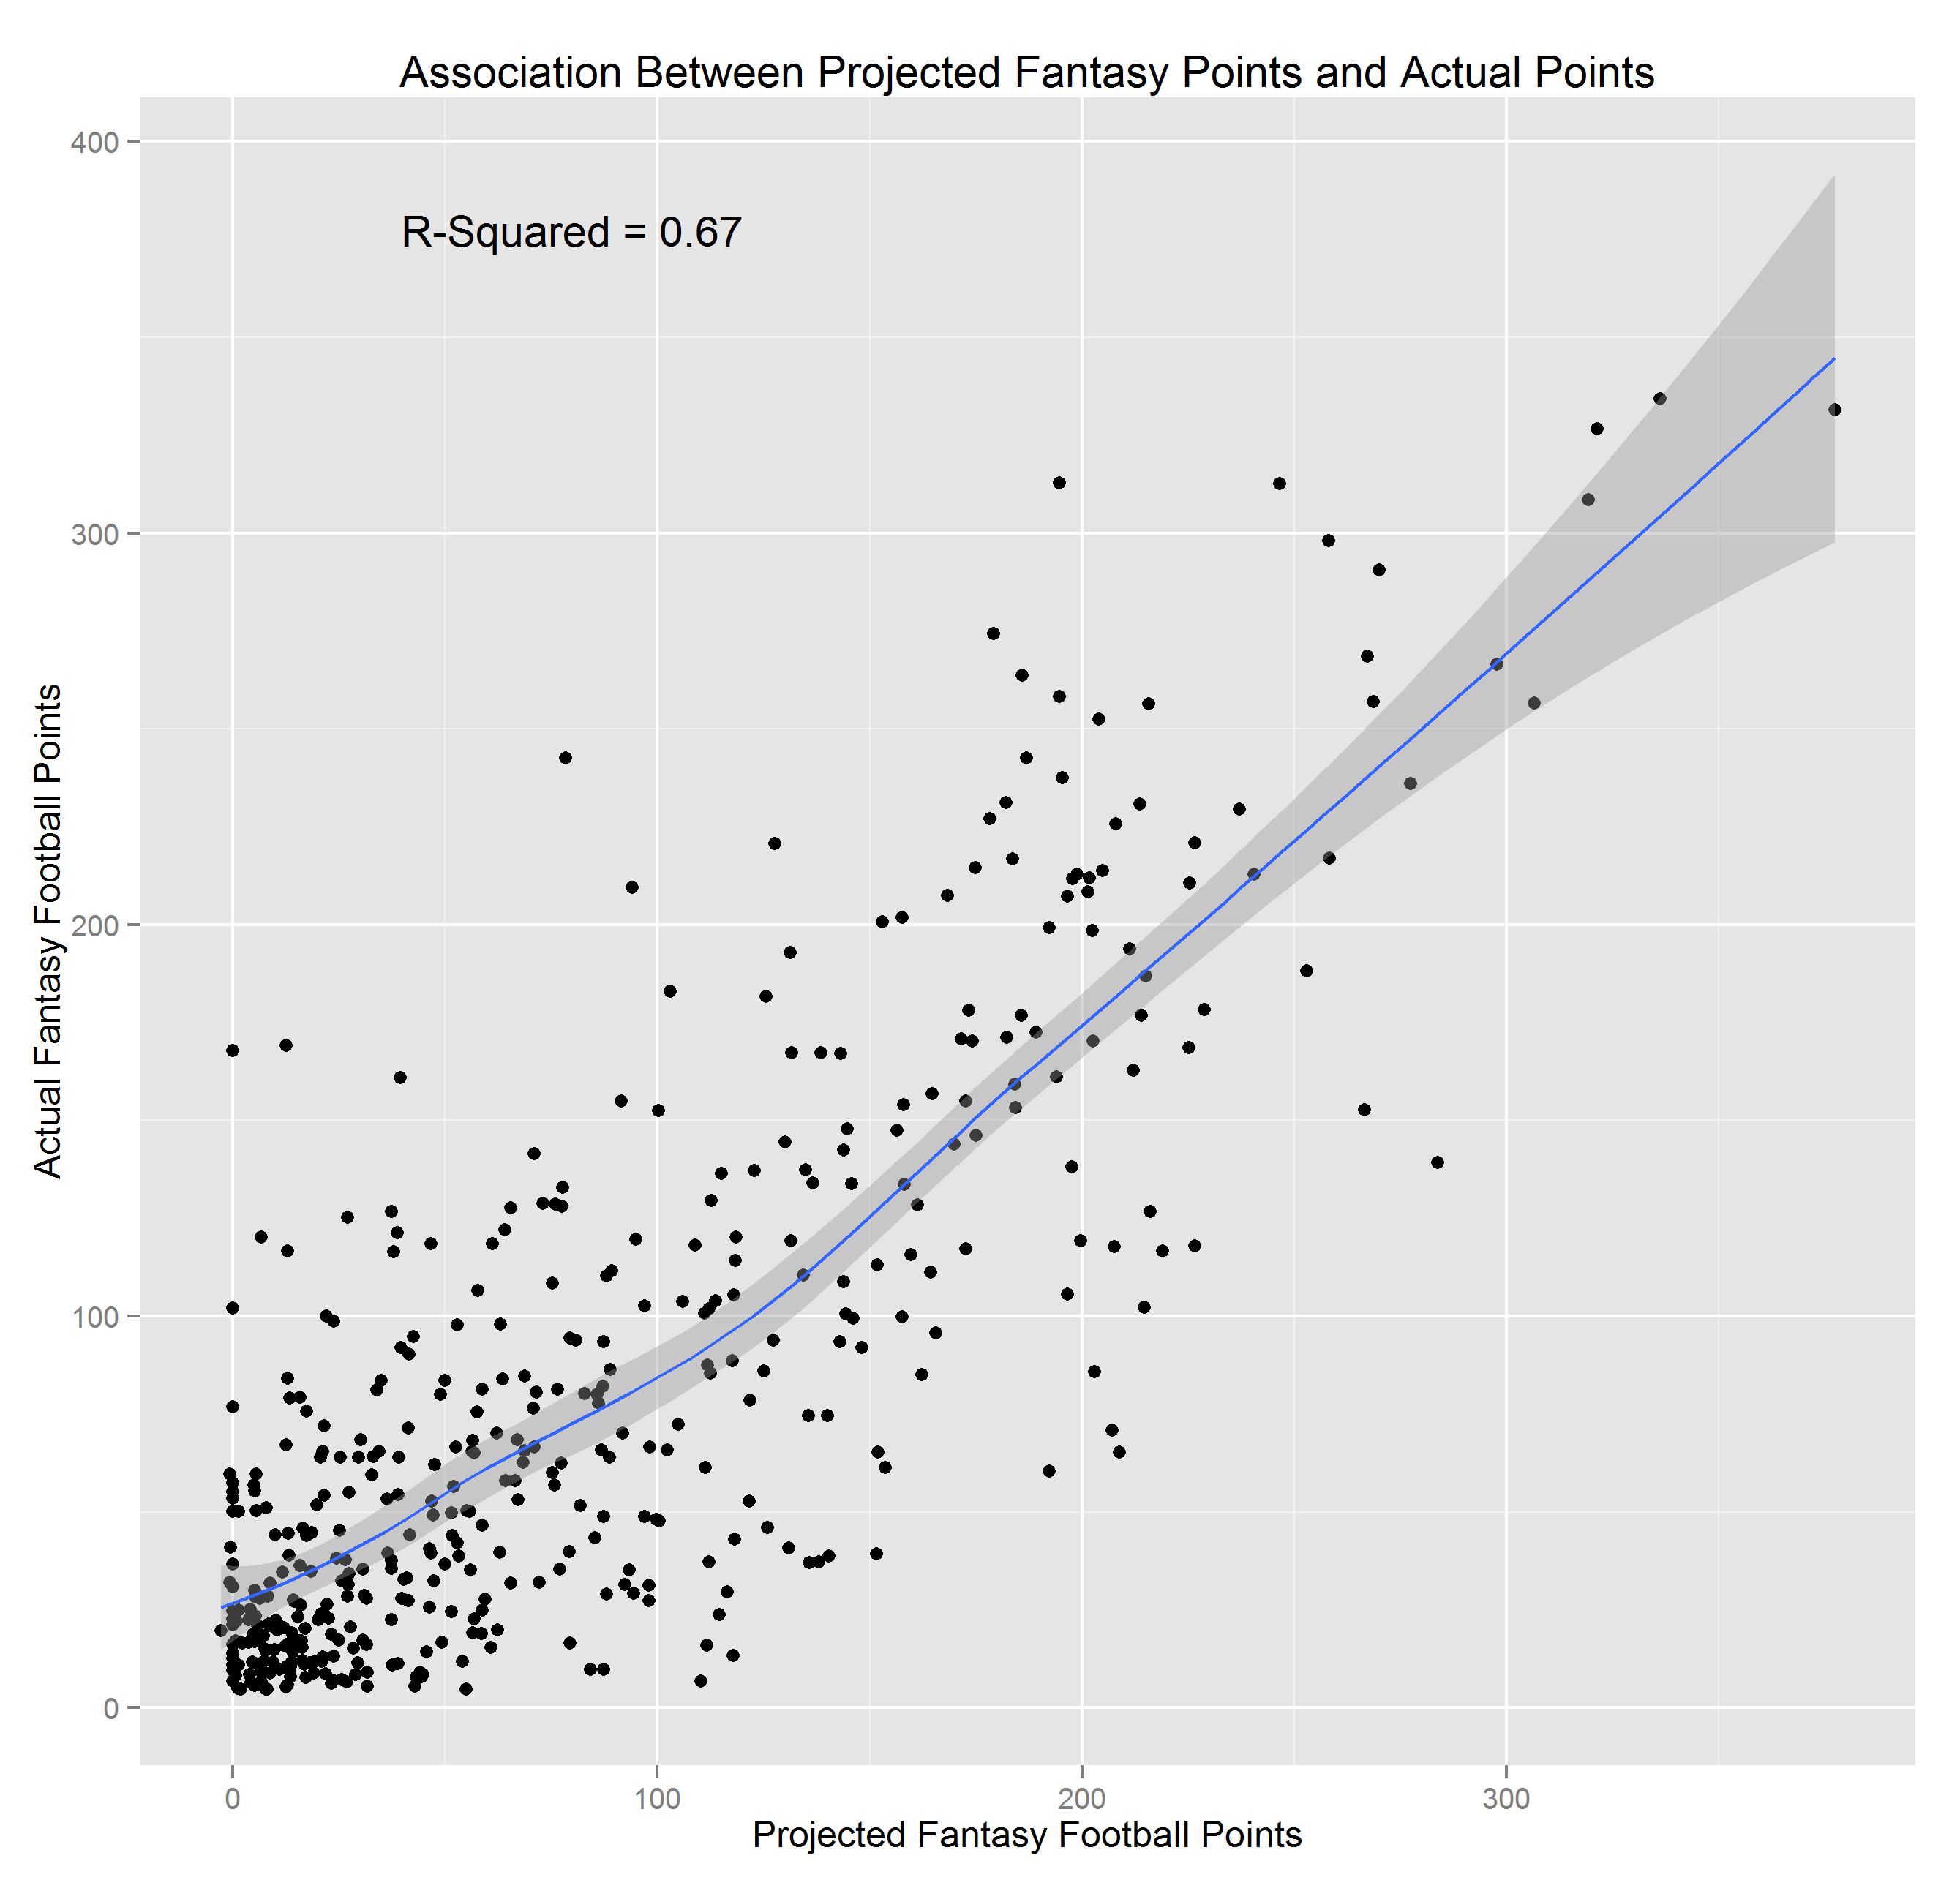 Association Between Projected Fantasy Points and Actual Points
400
R-Squared = 0.67
300
200
100
0
Actual Fantasy Football Points
0 100 200 300
Projected Fantasy Football Points